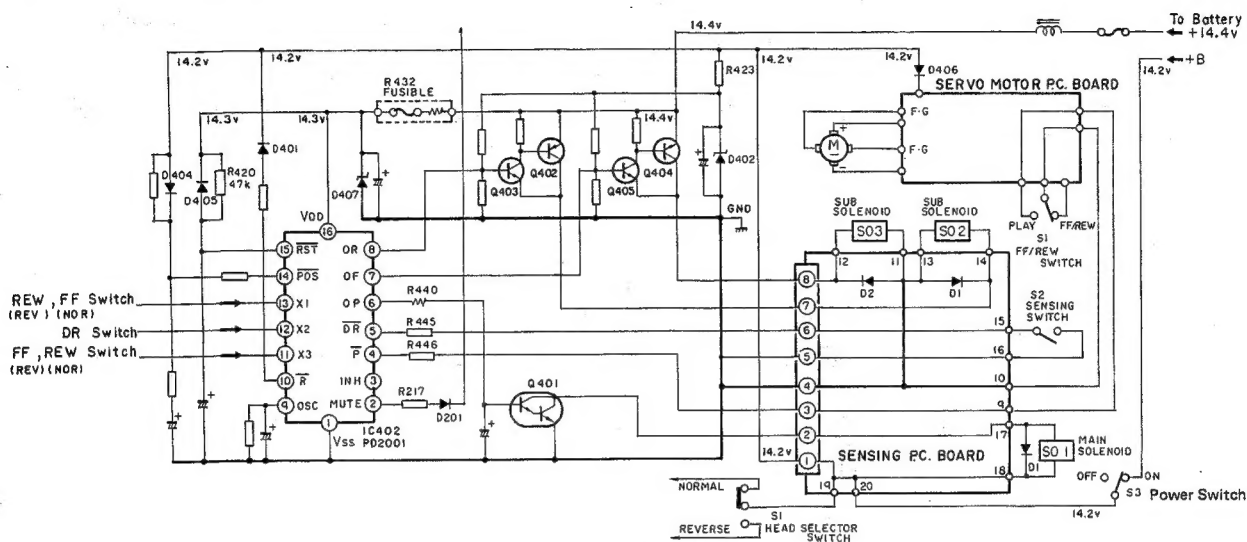 To Battery
+14.4v
14.4v
14.2v
+B
14.2v
14.2v
14.2v
14.2v
R423
14.2v
D406
SERVO MOTOR P.C. BOARD
R432
FUSIBLE
14.3v
14.3v
14.4v
F·G
+
M
-
F·G
D401
D404
R420
47k
D405
D407
+
Q403
Q402
Q405
Q404
+
D402
GND
VDD
16
15
RST
OR
8
14
POS
OF
7
13
X1
OP
6
12
X2
DR
5
11
X3
P
4
10
R
INH
3
9
OSC
MUTE
2
1
VSS
IC402
PD2001
REW , FF Switch
(REV) (NOR)
DR Switch
FF , REW Switch
(REV) (NOR)
R440
R445
R446
R217
D201
Q401
+
+
+
+
SUB
SOLENOID
SO3
SUB
SOLENOID
SO2
PLAY
FF/REW
S1
FF/REW
SWITCH
12
11
13
14
D2
D1
8
7
6
5
4
3
2
1
S2
SENSING
SWITCH
15
16
10
9
17
18
14.2v
SENSING P.C. BOARD
19
20
D1
SO1
MAIN
SOLENOID
OFF
ON
S3
Power Switch
14.2v
NORMAL
S1
REVERSE
HEAD SELECTOR
SWITCH